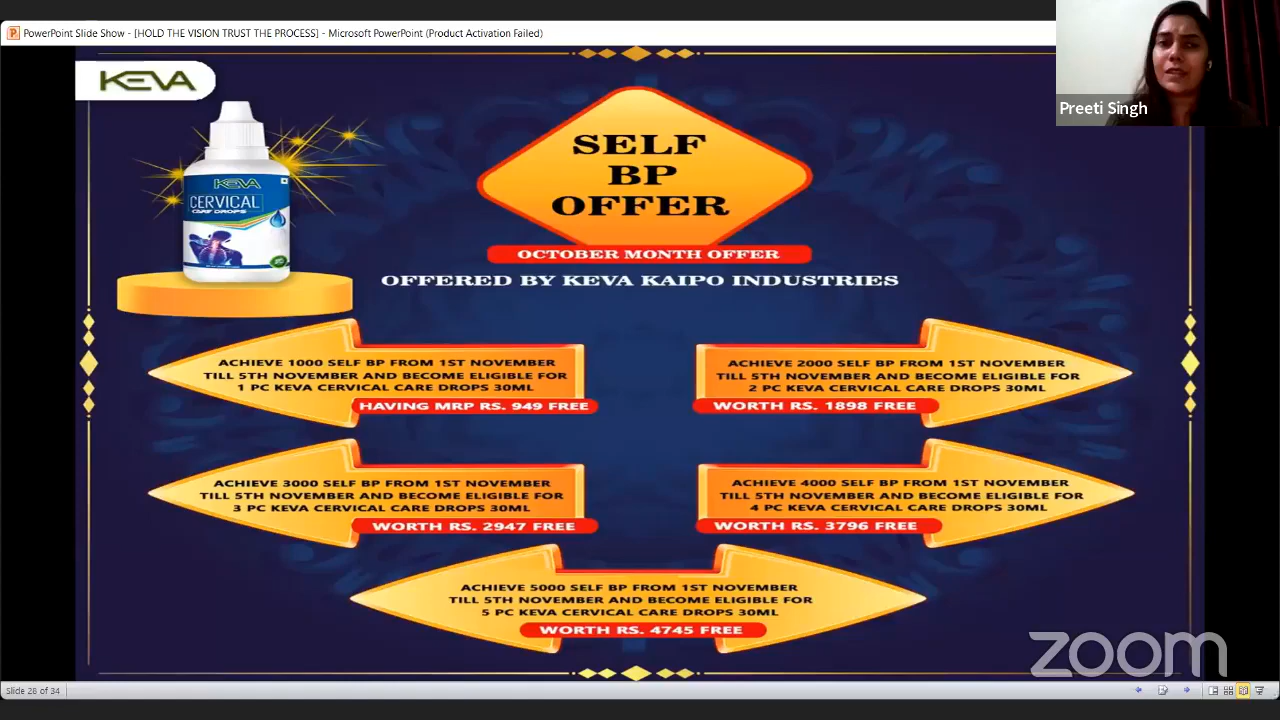 PowerPoint Slide Show - [HOLD THE VISION TRUST THE PROCESS] - Microsoft PowerPoint (Product Activation Failed)
Preeti Singh
KEVA
KEVA
CERVICAL
CARE DROPS
SELF
BP
OFFER
OCTOBER MONTH OFFER
OFFERED BY KEVA KAIPO INDUSTRIES
ACHIEVE 1000 SELF BP FROM 1ST NOVEMBER
TILL 5TH NOVEMBER AND BECOME ELIGIBLE FOR
1 PC KEVA CERVICAL CARE DROPS 30ML
HAVING MRP RS. 949 FREE
ACHIEVE 2000 SELF BP FROM 1ST NOVEMBER
TILL 5TH NOVEMBER AND BECOME ELIGIBLE FOR
2 PC KEVA CERVICAL CARE DROPS 30ML
WORTH RS. 1898 FREE
ACHIEVE 3000 SELF BP FROM 1ST NOVEMBER
TILL 5TH NOVEMBER AND BECOME ELIGIBLE FOR
3 PC KEVA CERVICAL CARE DROPS 30ML
WORTH RS. 2947 FREE
ACHIEVE 4000 SELF BP FROM 1ST NOVEMBER
TILL 5TH NOVEMBER AND BECOME ELIGIBLE FOR
4 PC KEVA CERVICAL CARE DROPS 30ML
WORTH RS. 3796 FREE
ACHIEVE 5000 SELF BP FROM 1ST NOVEMBER
TILL 5TH NOVEMBER AND BECOME ELIGIBLE FOR
5 PC KEVA CERVICAL CARE DROPS 30ML
WORTH RS. 4745 FREE
zoom
Slide 28 of 34